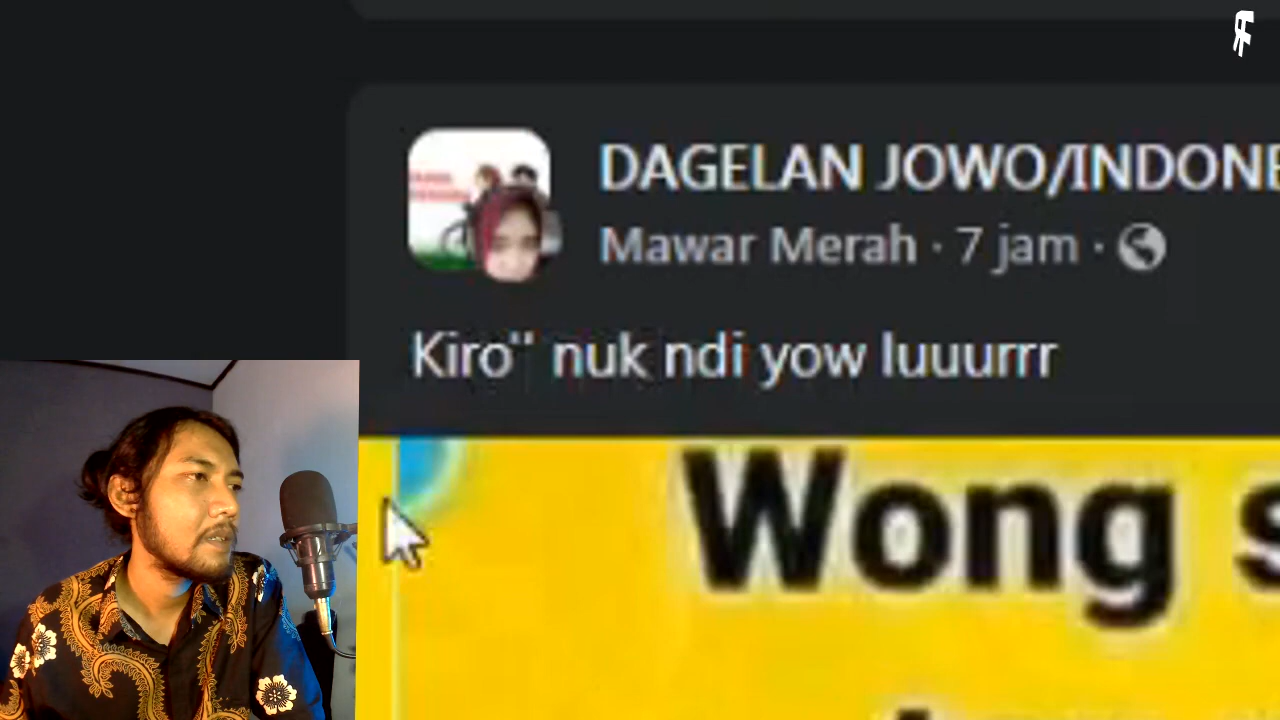 DAGELAN JOWO/INDONE
Mawar Merah · 7 jam ·
Kiro" nuk ndi yow luuurrr
Wong s